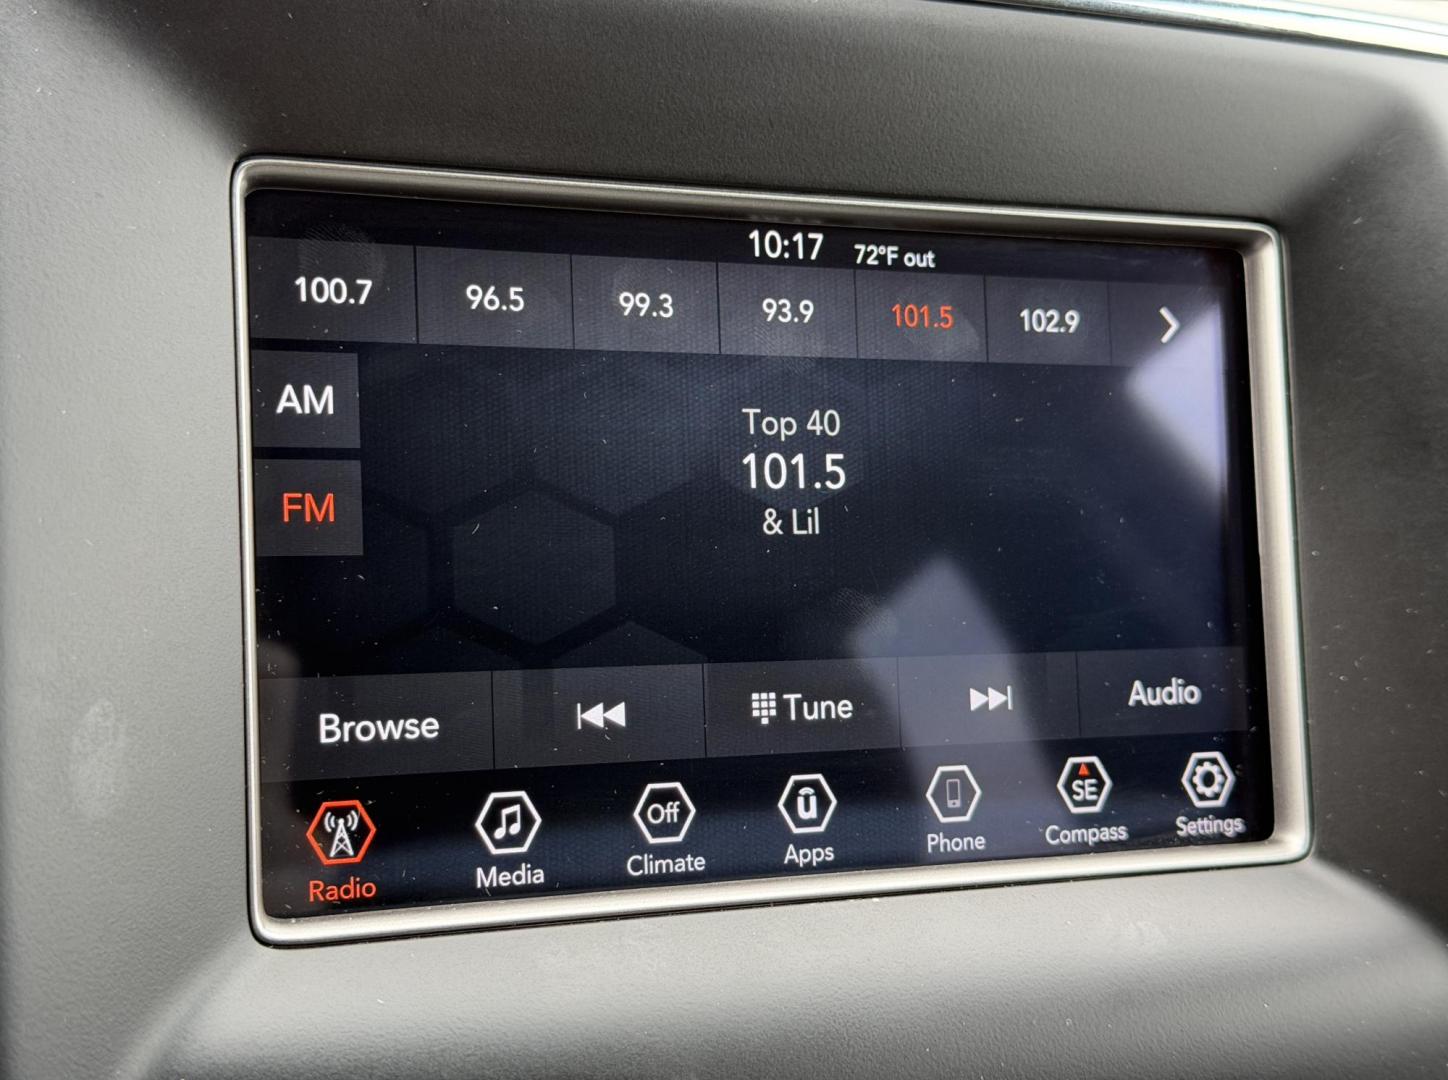 10:17 72°F out
100.7 96.5 99.3 93.9 101.5 102.9
AM
FM
Top 40
101.5
& Lil
Browse Tune Audio
Off SE
Radio Media Climate Apps Phone Compass Settings